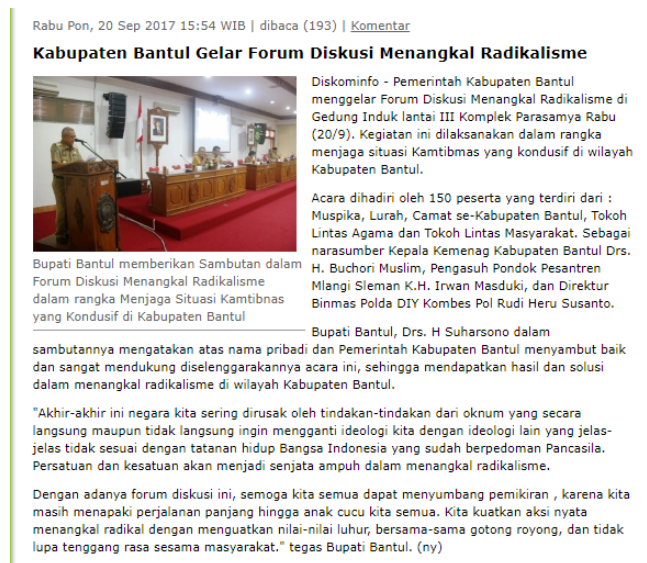 Rabu Pon, 20 Sep 2017 15:54 WIB | dibaca (193) | Komentar
Kabupaten Bantul Gelar Forum Diskusi Menangkal Radikalisme
Diskominfo - Pemerintah Kabupaten Bantul
menggelar Forum Diskusi Menangkal Radikalisme di
Gedung Induk lantai III Komplek Parasamya Rabu
(20/9). Kegiatan ini dilaksanakan dalam rangka
menjaga situasi Kamtibmas yang kondusif di wilayah
Kabupaten Bantul.
Acara dihadiri oleh 150 peserta yang terdiri dari :
Muspika, Lurah, Camat se-Kabupaten Bantul, Tokoh
Lintas Agama dan Tokoh Lintas Masyarakat. Sebagai
narasumber Kepala Kemenag Kabupaten Bantul Drs.
H. Buchori Muslim, Pengasuh Pondok Pesantren
Mlangi Sleman K.H. Irwan Masduki, dan Direktur
Binmas Polda DIY Kombes Pol Rudi Heru Susanto.
Bupati Bantul memberikan Sambutan dalam
Forum Diskusi Menangkal Radikalisme
dalam rangka Menjaga Situasi Kamtibnas
yang Kondusif di Kabupaten Bantul
Bupati Bantul, Drs. H Suharsono dalam
sambutannya mengatakan atas nama pribadi dan Pemerintah Kabupaten Bantul menyambut baik
dan sangat mendukung diselenggarakannya acara ini, sehingga mendapatkan hasil dan solusi
dalam menangkal radikalisme di wilayah Kabupaten Bantul.
"Akhir-akhir ini negara kita sering dirusak oleh tindakan-tindakan dari oknum yang secara
langsung maupun tidak langsung ingin mengganti ideologi kita dengan ideologi lain yang jelas-
jelas tidak sesuai dengan tatanan hidup Bangsa Indonesia yang sudah berpedoman Pancasila.
Persatuan dan kesatuan akan menjadi senjata ampuh dalam menangkal radikalisme.
Dengan adanya forum diskusi ini, semoga kita semua dapat menyumbang pemikiran , karena kita
masih menapaki perjalanan panjang hingga anak cucu kita semua. Kita kuatkan aksi nyata
menangkal radikal dengan menguatkan nilai-nilai luhur, bersama-sama gotong royong, dan tidak
lupa tenggang rasa sesama masyarakat." tegas Bupati Bantul. (ny)